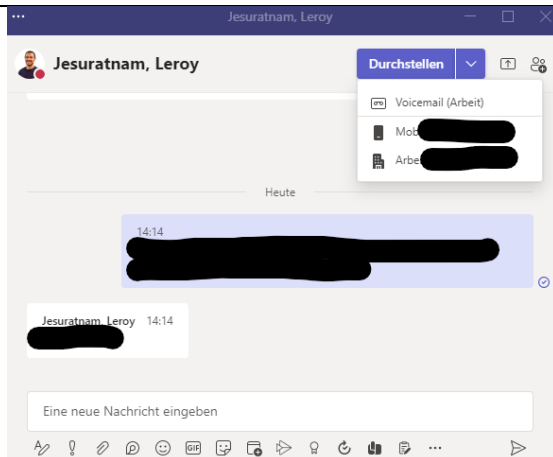 Jesuratnam, Leroy
Jesuratnam, Leroy
Durchstellen
Voicemail (Arbeit)
Mob
Arbe
Heute
14:14
Jesuratnam, Leroy 14:14
Eine neue Nachricht eingeben
GIF